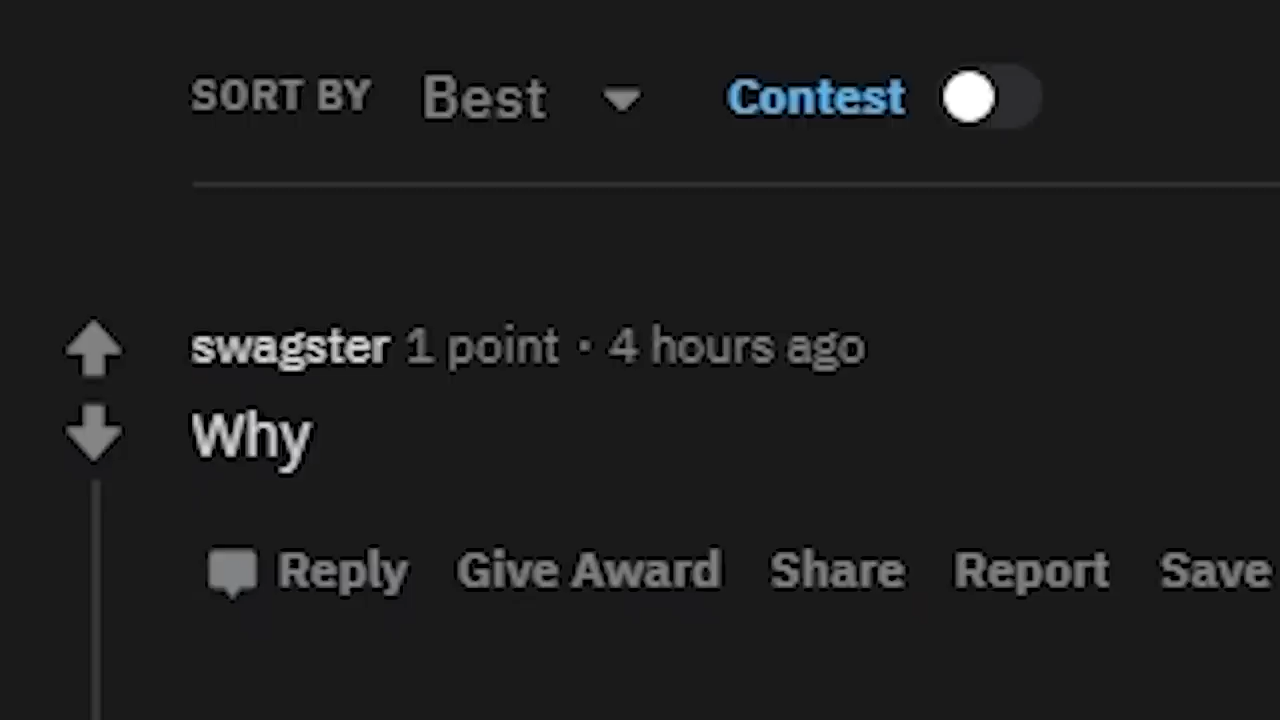 SORT BY Best Contest
swagster 1 point · 4 hours ago
Why
Reply Give Award Share Report Save